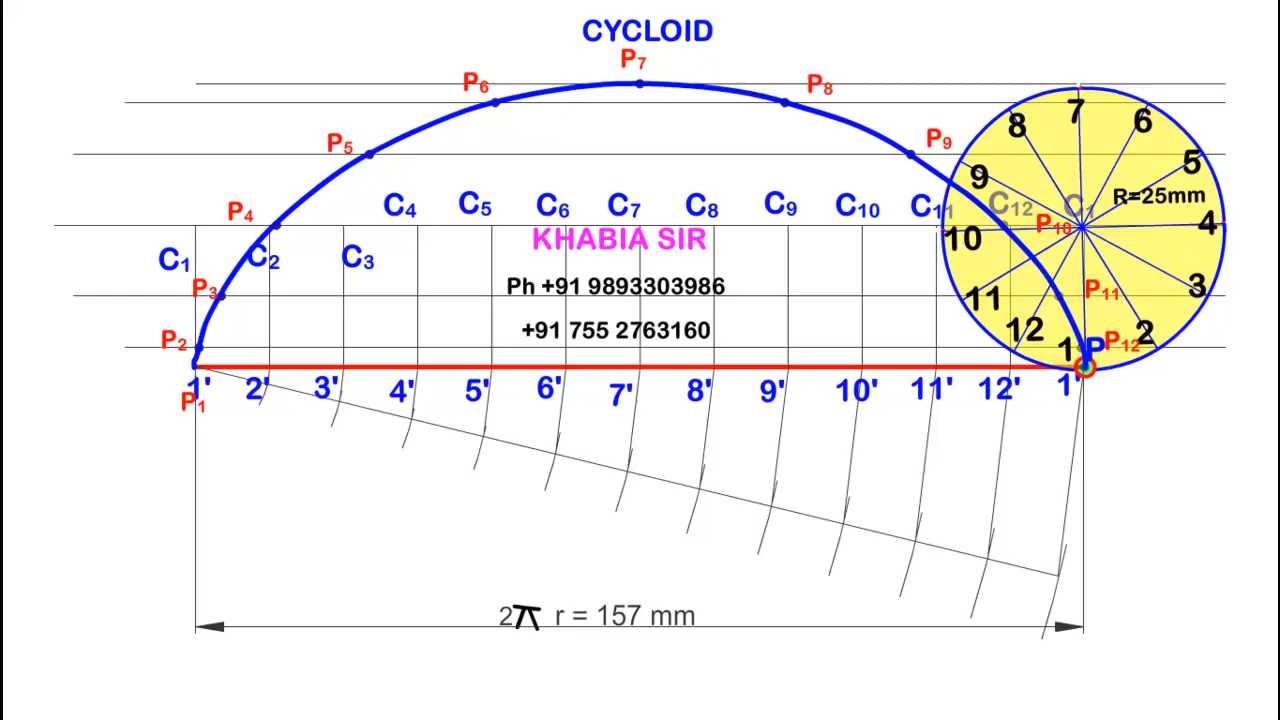 CYCLOID
P₇
P₆ P₈
P₅ P₉
P₄
C₄ C₅ C₆ C₇ C₈ C₉ C₁₀ C₁₁ C₁₂ C₁
C₁ C₂ C₃
KHABIA SIR
Ph +91 9893303986
+91 755 2763160
P₃
P₂
P₁
7
8 6
9 5
R=25mm
10 4
P₁₀
11 3
P₁₁
12 2
1 P P₁₂
1' 2' 3' 4' 5' 6' 7' 8' 9' 10' 11' 12' 1'
2π r = 157 mm